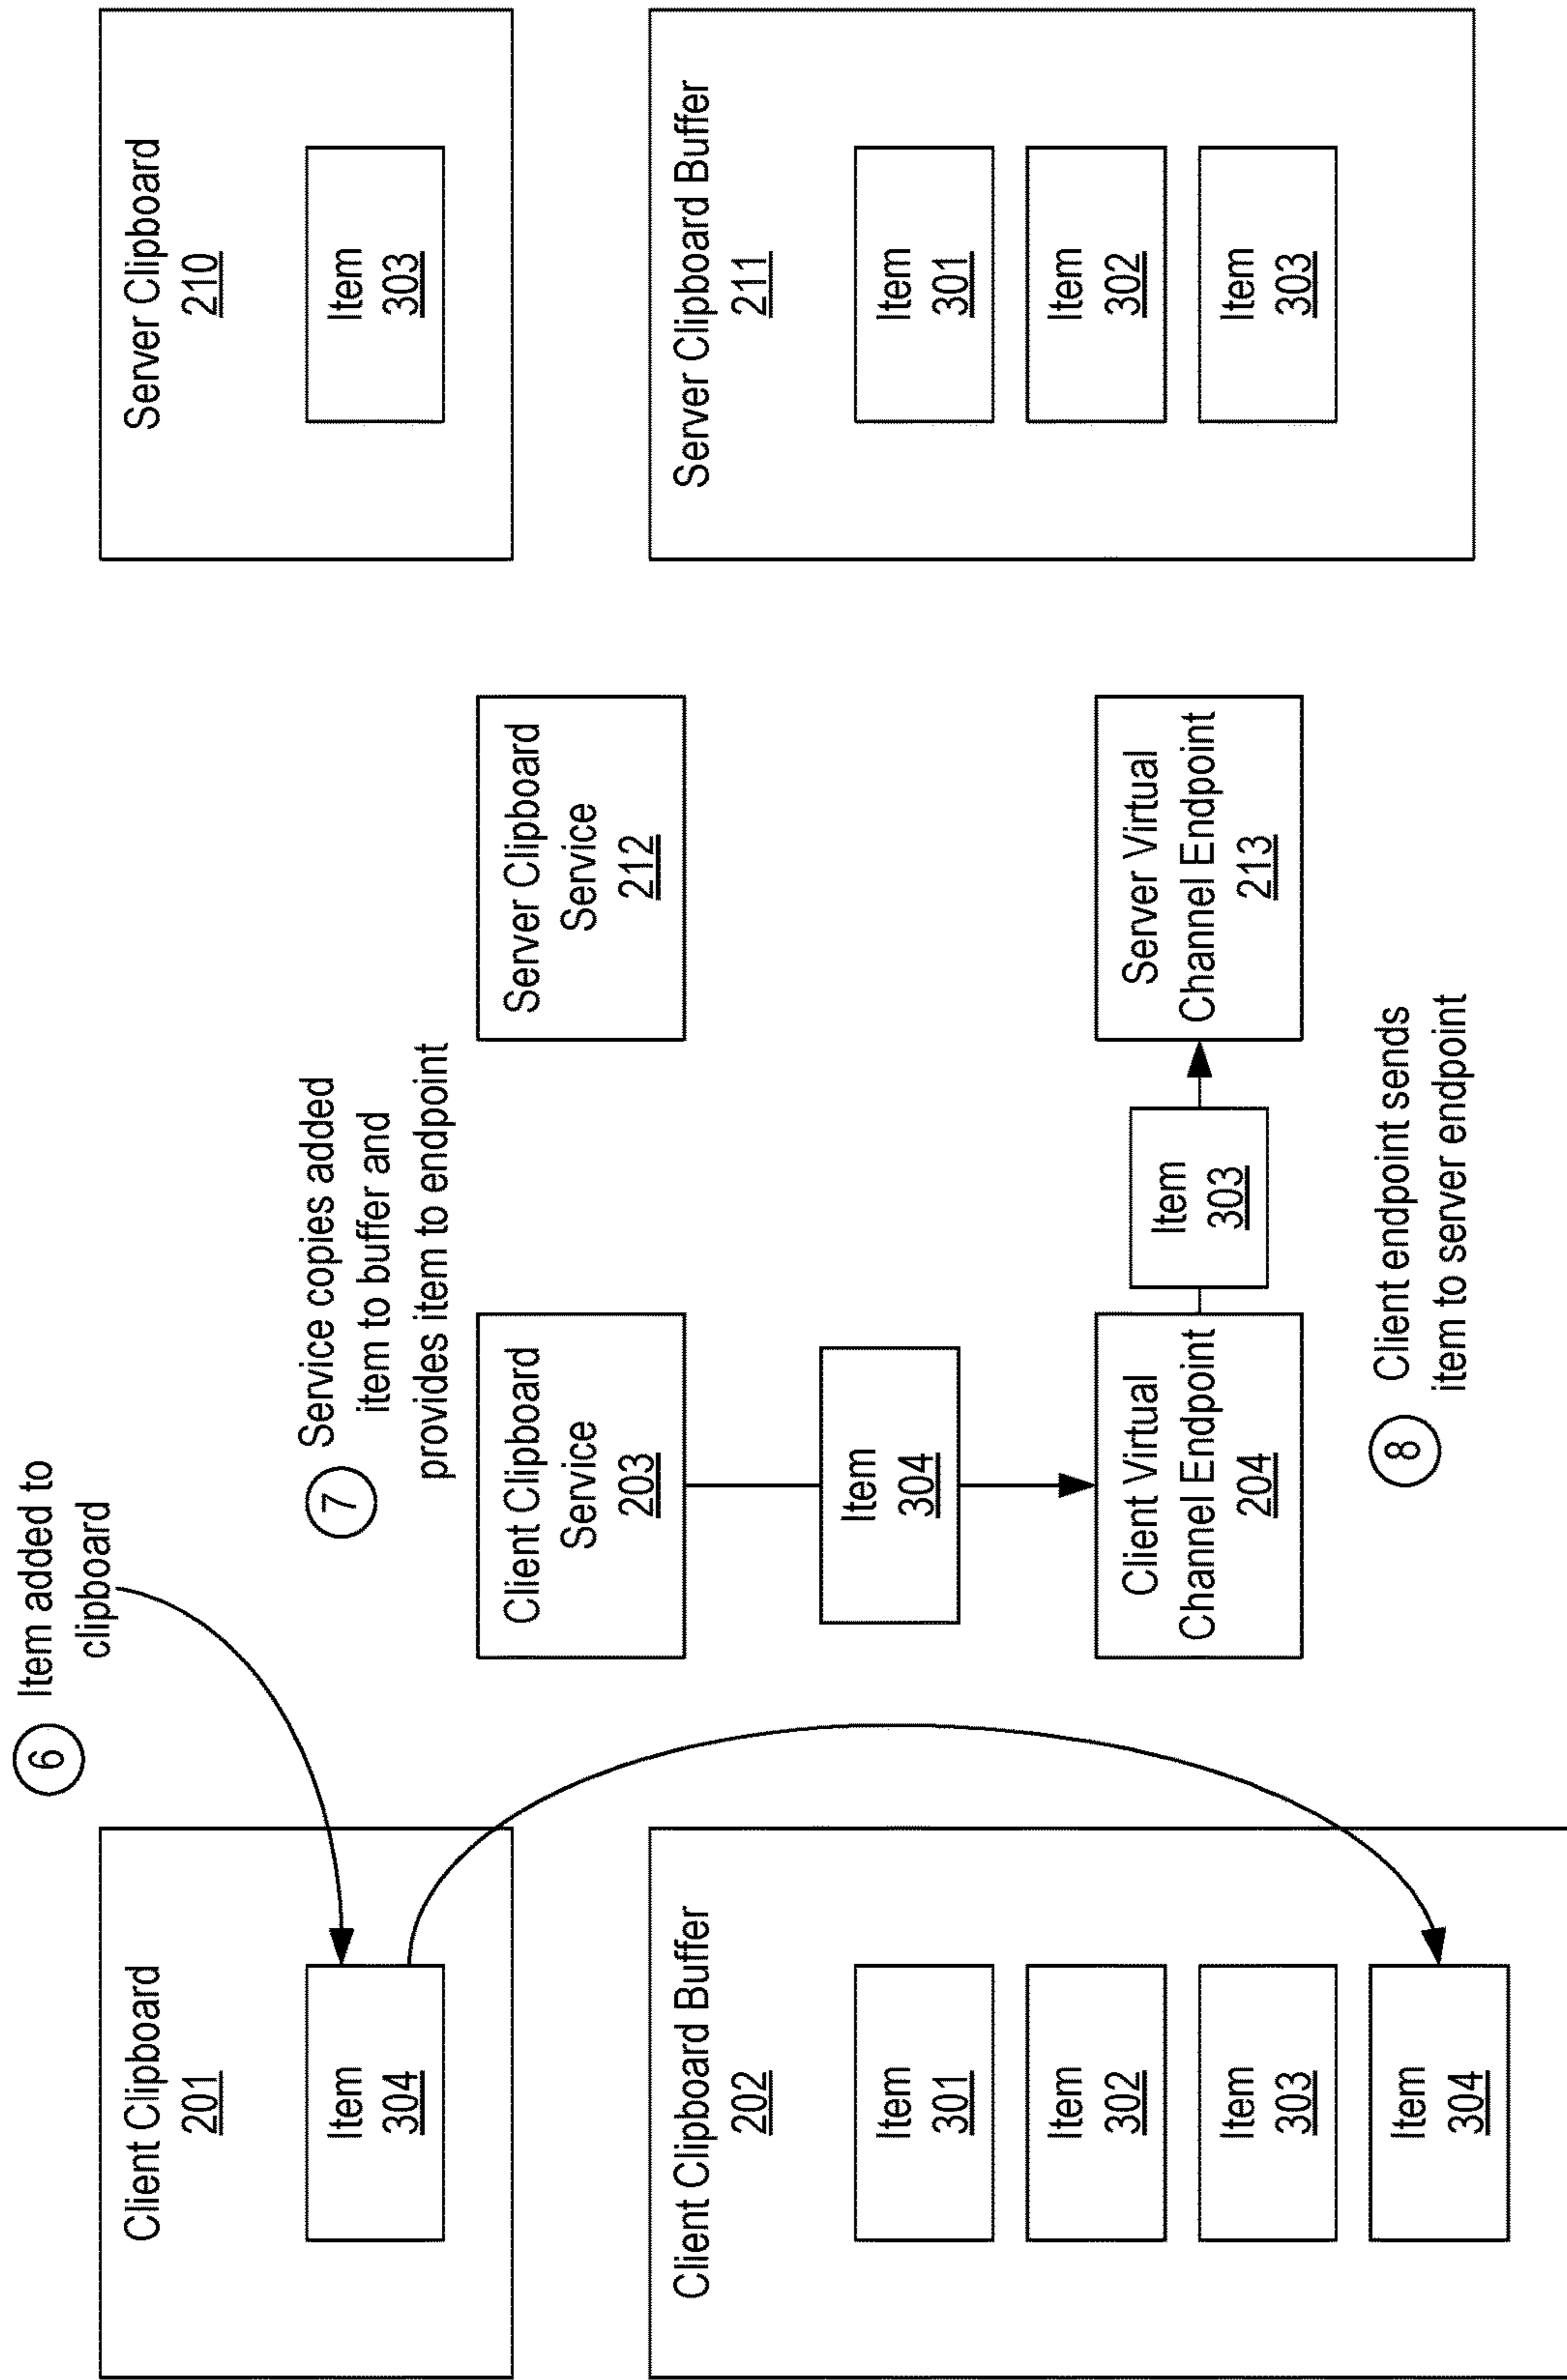 6
Item added to
clipboard
Client Clipboard
201
Item
304
Client Clipboard Buffer
202
Item
301
Item
302
Item
303
Item
304
7
Service copies added
item to buffer and
provides item to endpoint
Client Clipboard
Service
203
Item
304
Client Virtual
Channel Endpoint
204
Item
303
8
Client endpoint sends
item to server endpoint
Server Clipboard
Service
212
Server Virtual
Channel Endpoint
213
Server Clipboard
210
Item
303
Server Clipboard Buffer
211
Item
301
Item
302
Item
303